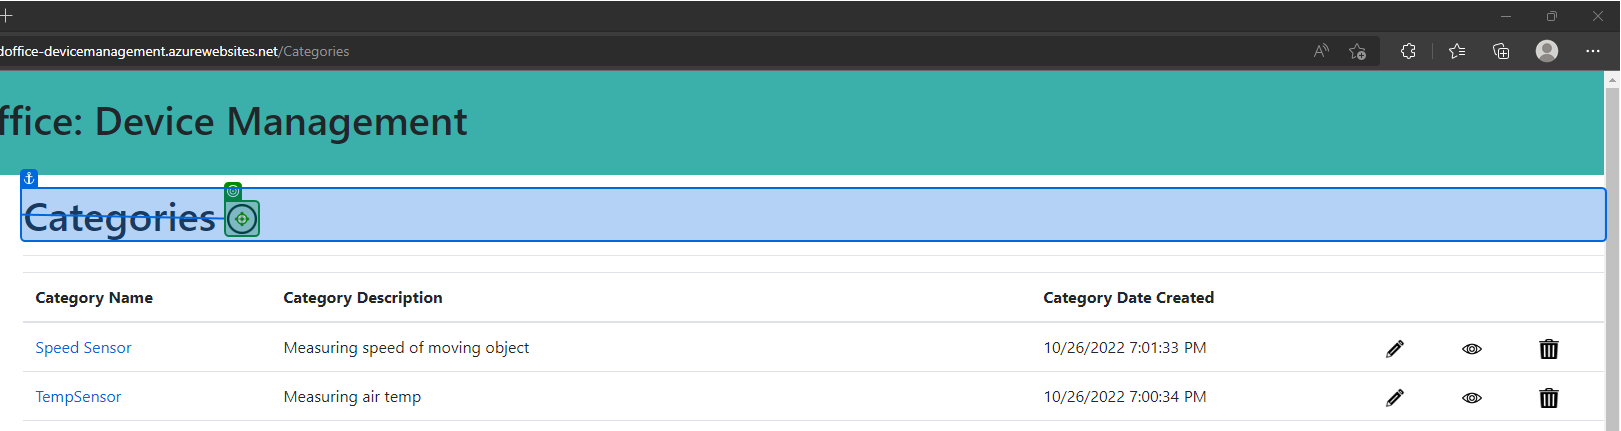 doffice-devicemanagement.azurewebsites.net/Categories
ffice: Device Management
Categories
Category Name Category Description Category Date Created
Speed Sensor Measuring speed of moving object 10/26/2022 7:01:33 PM
TempSensor Measuring air temp 10/26/2022 7:00:34 PM